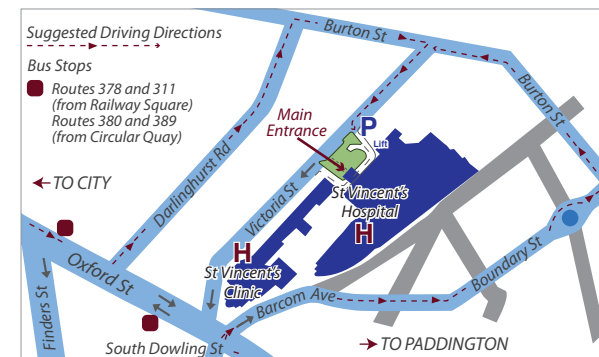 Suggested Driving Directions
Bus Stops
Routes 378 and 311
(from Railway Square)
Routes 380 and 389
(from Circular Quay)
Burton St
Burton St
Main
Entrance
P
Lift
Darlinghurst Rd
TO CITY
Victoria St
St Vincent's
Hospital
H
H
St Vincent's
Clinic
Oxford St
Finders St
Barcom Ave
Boundary St
South Dowling St
TO PADDINGTON